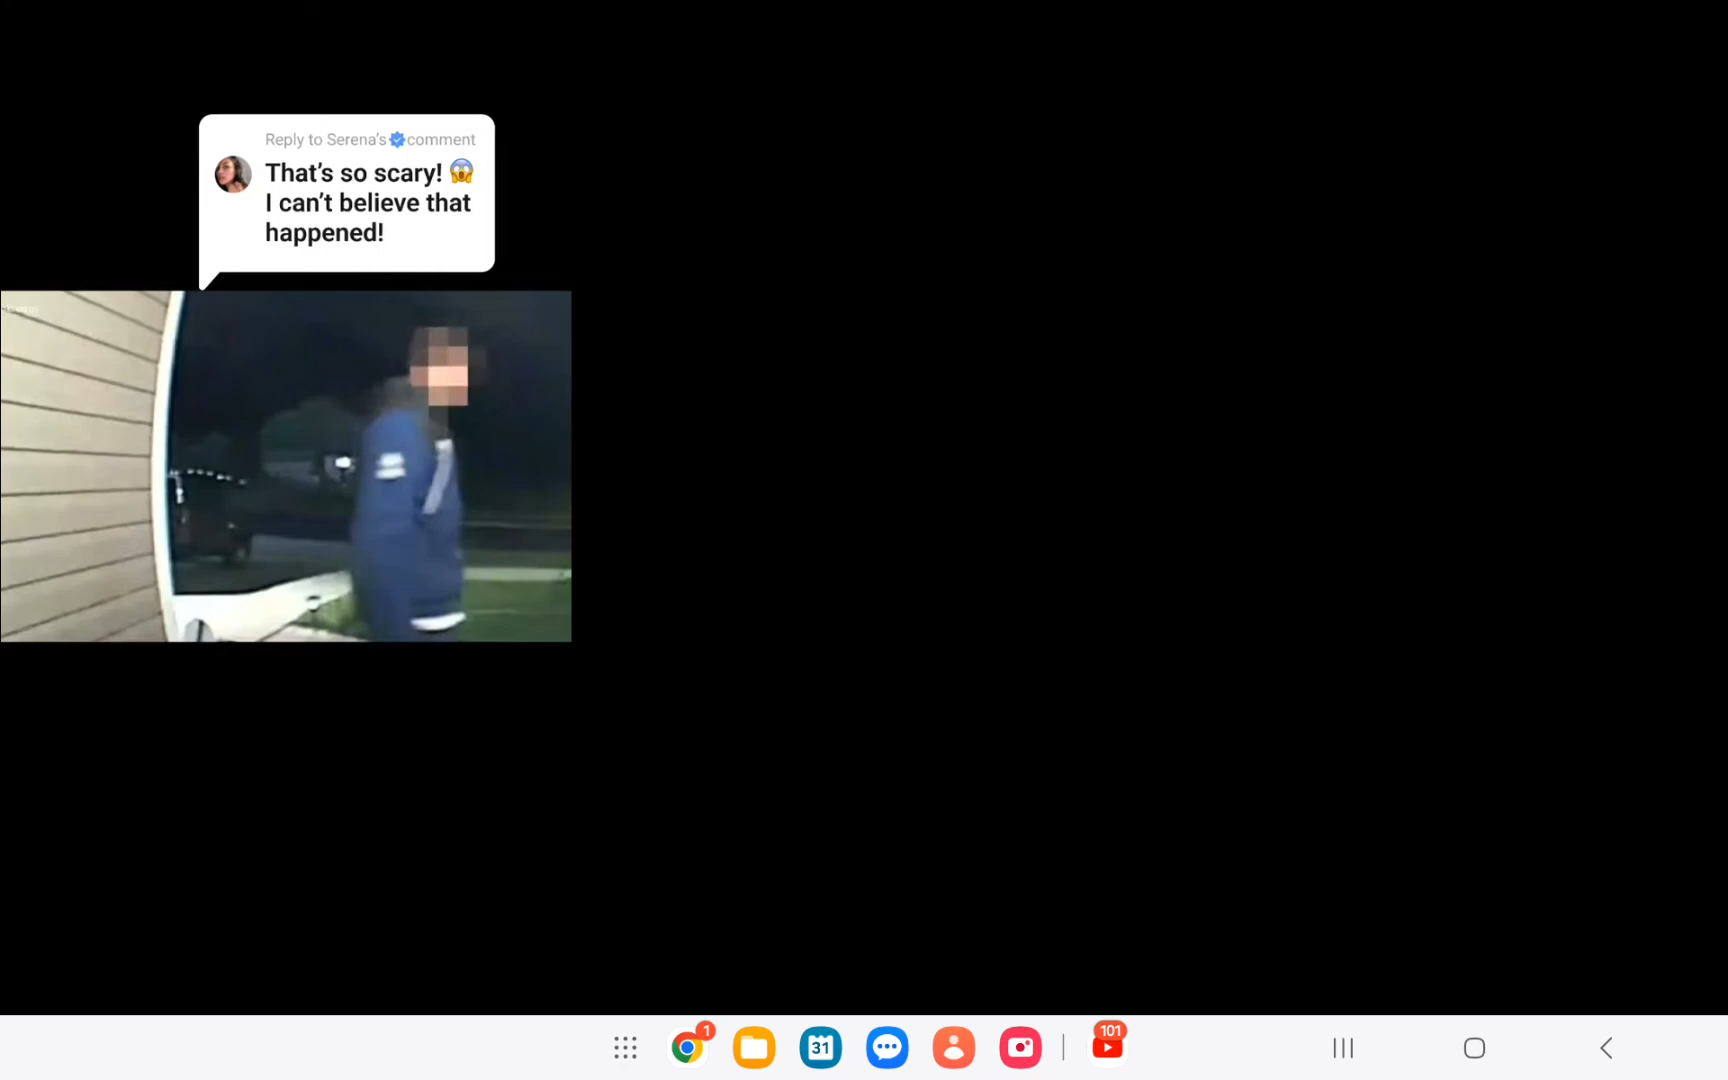 Reply to Serena's comment
That's so scary! 😱
I can't believe that
happened!
1
31
101